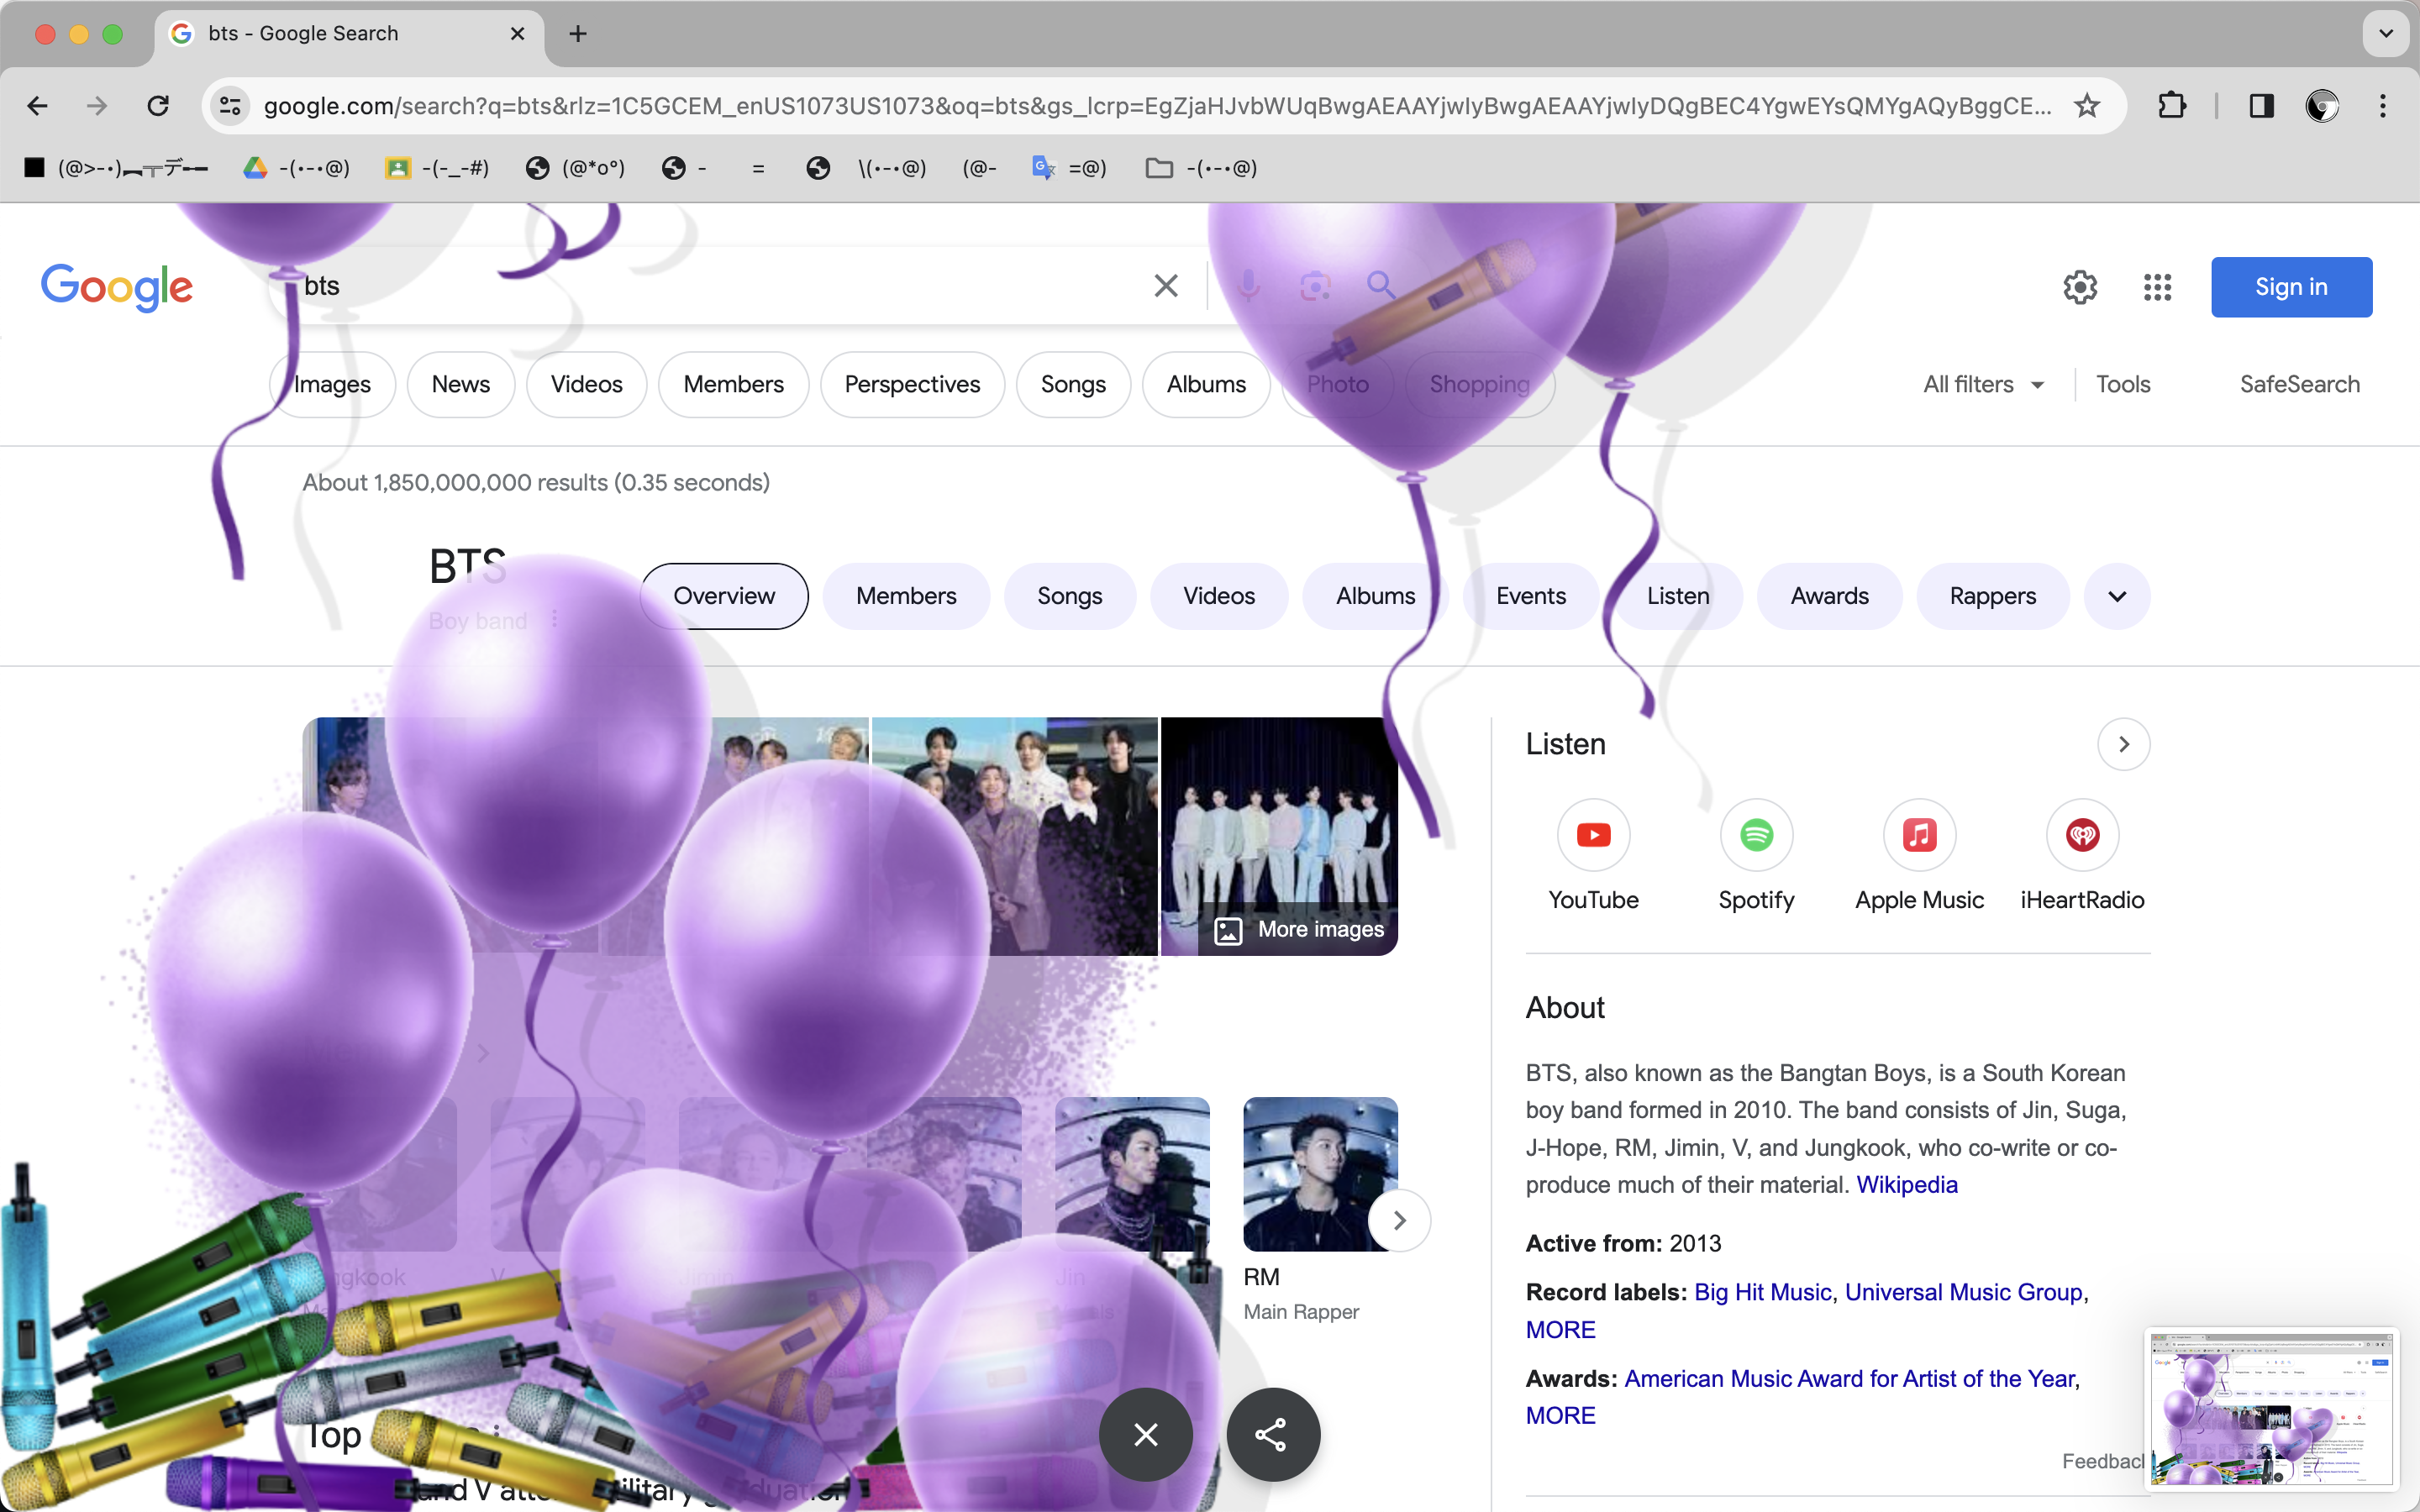 bts - Google Search
google.com/search?q=bts&rlz=1C5GCEM_enUS1073US1073&oq=bts&gs_lcrp=EgZjaHJvbWUqBwgAEAAYjwIyBwgAEAAYjwIyDQgBEC4YgwEYsQMYgAQyBggCE...
(@>-•)︻╦デ╾━ -(•-•@) -(-_-#) (@*o°) - = \(•-•@) (@- =@) -(•-•@)
Google bts Sign in
Images News Videos Members Perspectives Songs Albums Photo Shopping All filters Tools SafeSearch
About 1,850,000,000 results (0.35 seconds)
BTS
Boy band
Overview Members Songs Videos Albums Events Listen Awards Rappers
More images
Listen
YouTube Spotify Apple Music iHeartRadio
About
BTS, also known as the Bangtan Boys, is a South Korean
boy band formed in 2010. The band consists of Jin, Suga,
J-Hope, RM, Jimin, V, and Jungkook, who co-write or co-
produce much of their material. Wikipedia
Active from: 2013
Record labels: Big Hit Music, Universal Music Group,
MORE
Awards: American Music Award for Artist of the Year,
MORE
Feedback
V Jimin Jin RM
Main Rapper
Top
and V